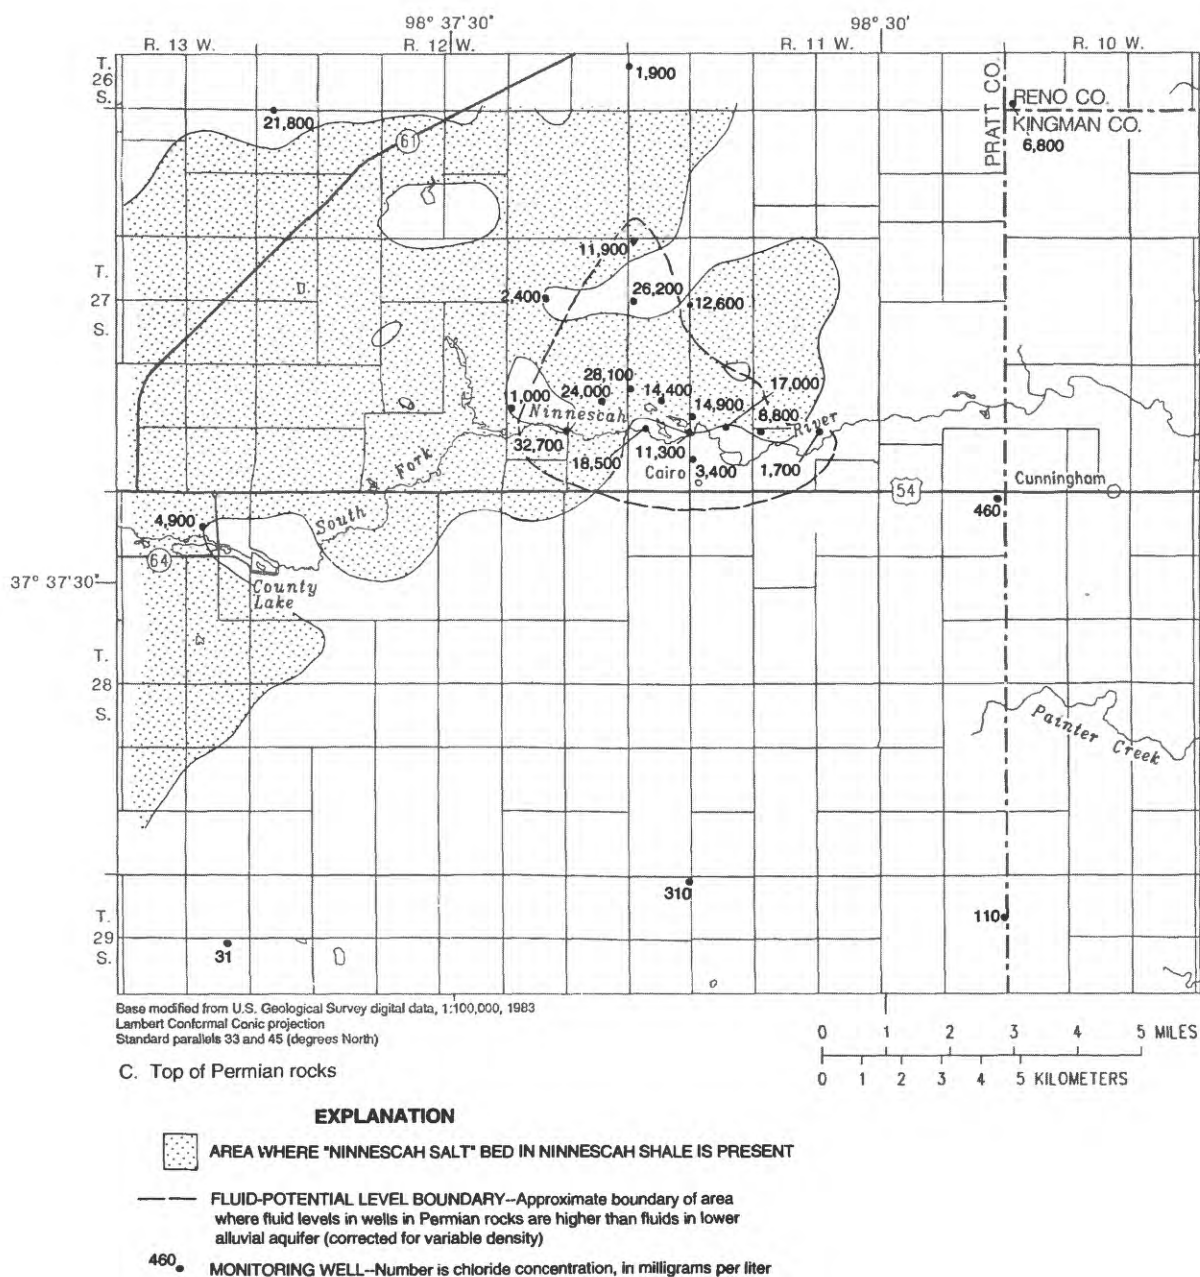 98° 37'30"
98° 30'
R. 13 W.
R. 12 W.
R. 11 W.
R. 10 W.
T.
26
S.
1,900
21,800
61
PRATT CO.
RENO CO.
KINGMAN CO.
6,800
11,900
T.
27
S.
2,400
26,200
12,600
28,100
17,000
1,000
24,000
14,400
14,900
Ninnescah
8,800
River
32,700
11,300
18,500
Fork
Cairo
3,400
1,700
54
Cunningham
460
4,900
South
64
37° 37'30"
County
Lake
T.
28
S.
Painter Creek
310
110
T.
29
S.
31
Base modified from U.S. Geological Survey digital data, 1:100,000, 1983
Lambert Conformal Conic projection
Standard parallels 33 and 45 (degrees North)
0 1 2 3 4 5 MILES
0 1 2 3 4 5 KILOMETERS
C. Top of Permian rocks
EXPLANATION
AREA WHERE "NINNESCAH SALT" BED IN NINNESCAH SHALE IS PRESENT
FLUID-POTENTIAL LEVEL BOUNDARY--Approximate boundary of area
where fluid levels in wells in Permian rocks are higher than fluids in lower
alluvial aquifer (corrected for variable density)
460
MONITORING WELL--Number is chloride concentration, in milligrams per liter